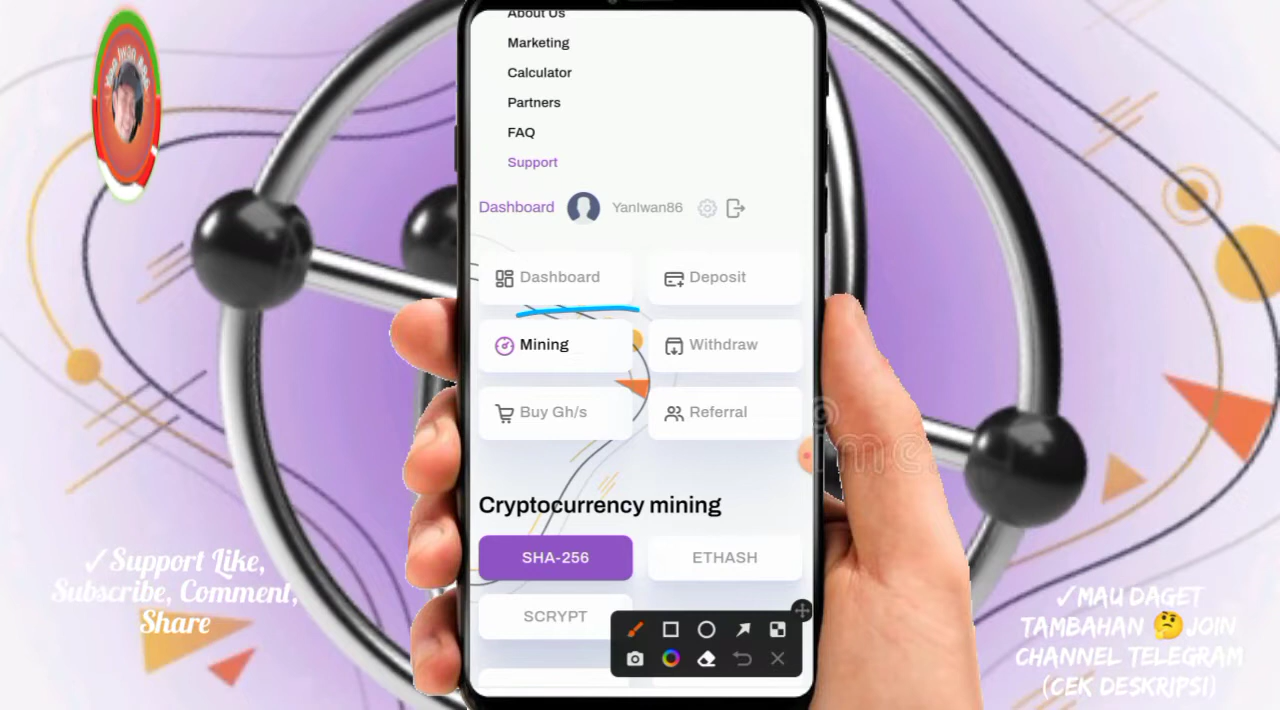 About Us
Marketing
Calculator
Partners
FAQ
Support
Dashboard YanIwan86
Dashboard Deposit
Mining Withdraw
Buy Gh/s Referral
Cryptocurrency mining
SHA-256 ETHASH
SCRYPT
✓Support Like,
Subscribe, Comment,
Share
✓MAU DAGET
TAMBAHAN 🤔JOIN
CHANNEL TELEGRAM
(CEK DESKRIPSI)